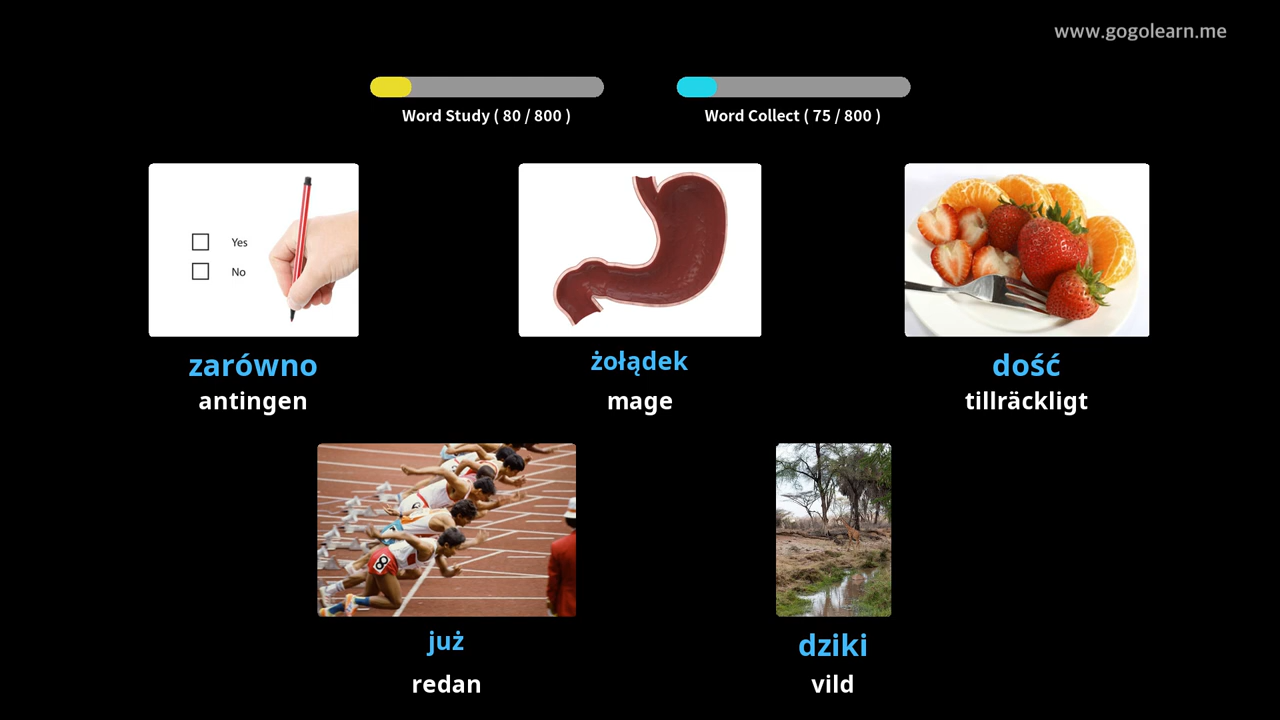 www.gogolearn.me
Word Study ( 80 / 800 )
Word Collect ( 75 / 800 )
Yes
No
zarówno
antingen
żołądek
mage
dość
tillräckligt
8
już
redan
dziki
vild